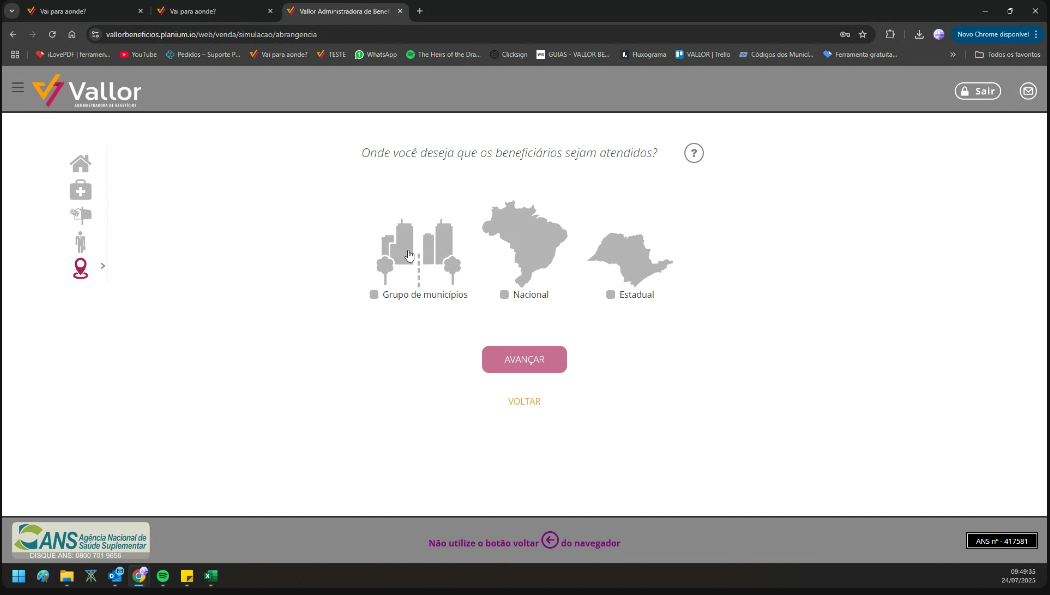 Vai para aonde?
Vai para aonde?
Vallor Administradora de Benef
Novo Chrome disponível
vallorbeneficios.planium.io/web/venda/simulacao/abrangencia
iLovePDF | ferramen...
YouTube
Pedidos – Suporte P...
Vai para aonde?
TESTE
WhatsApp
The Heirs of the Dra...
Clicksign
GUIAS - VALLOR BE...
Fluxograma
VALLOR | Trello
Códigos dos Munici...
Ferramenta gratuita...
»
Todos os favoritos
Vallor
ADMINISTRADORA DE BENEFÍCIOS
Sair
Onde você deseja que os beneficiários sejam atendidos?
?
Grupo de municípios
Nacional
Estadual
AVANÇAR
VOLTAR
ANS Agência Nacional de
Saúde Suplementar
DISQUE ANS: 0800 701 9656
Não utilize o botão voltar do navegador
ANS nº - 417581
09:49:35
24/07/2025